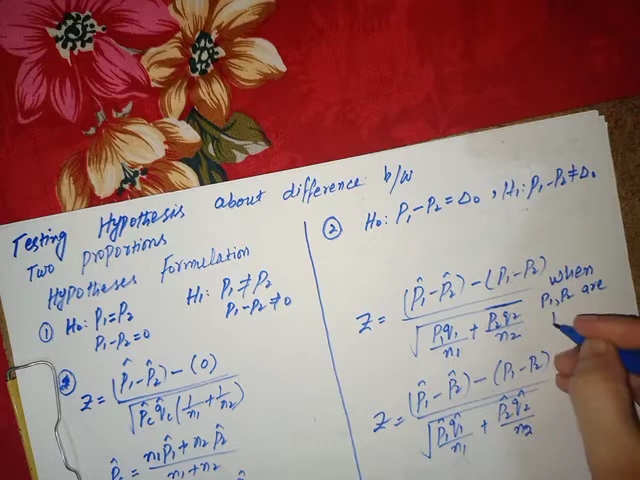 Testing Hypothesis about difference b/w
Two proportions
Hypotheses Formulation
① H₀: P₁=P₂ H₁: P₁≠P₂
P₁-P₂=0 P₁-P₂≠0
Z = (p̂₁-p̂₂)-(0) / √(p̂c q̂c (1/n₁+1/n₂))
p̂c = (n₁p̂₁+n₂p̂₂) / (n₁+n₂)
② H₀: P₁-P₂=Δ₀, H₁: P₁-P₂≠Δ₀
Z = (p̂₁-p̂₂)-(P₁-P₂) / √(P₁q₁/n₁ + P₂q₂/n₂) when
P₁, P₂ are
Z = (p̂₁-p̂₂)-(P₁-P₂) / √(p̂₁q̂₁/n₁ + p̂₂q̂₂/n₂)